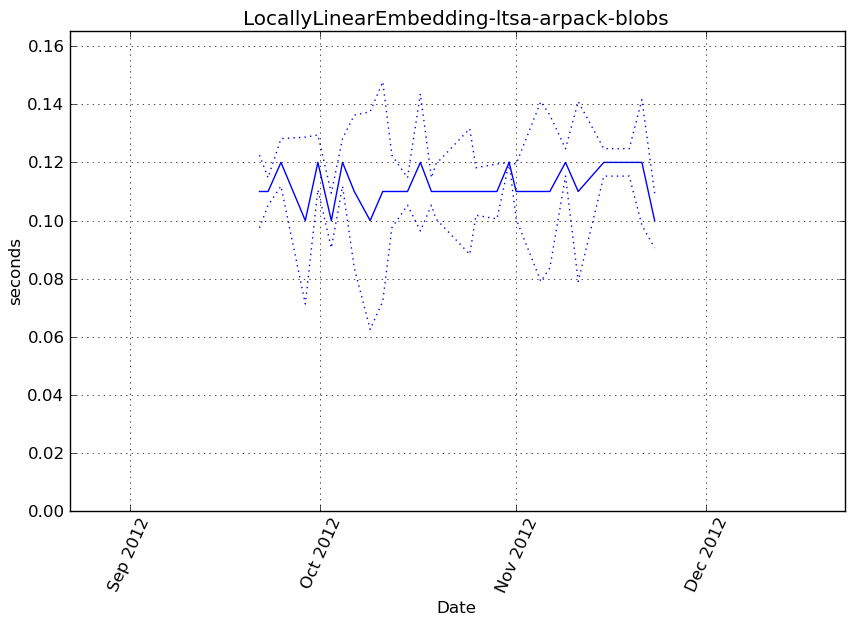 LocallyLinearEmbedding-ltsa-arpack-blobs
0.16
0.14
0.12
0.10
0.08
0.06
0.04
0.02
0.00
seconds
Sep 2012
Oct 2012
Nov 2012
Dec 2012
Date